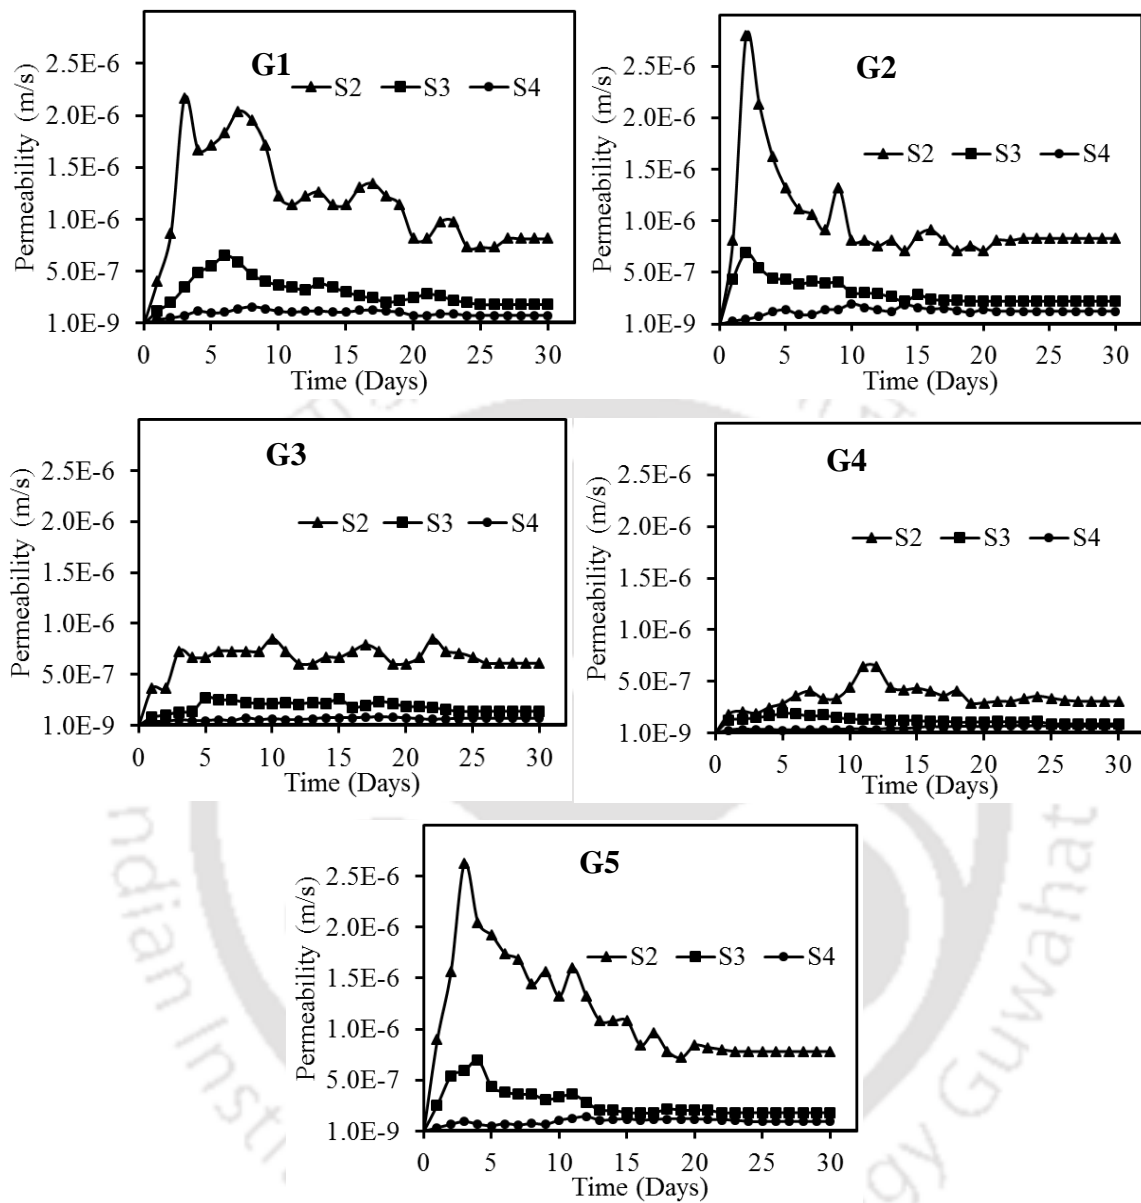 G1
S2 S3 S4
Permeability (m/s)
2.5E-6
2.0E-6
1.5E-6
1.0E-6
5.0E-7
1.0E-9
0 5 10 15 20 25 30
Time (Days)
G2
S2 S3 S4
Permeability (m/s)
2.5E-6
2.0E-6
1.5E-6
1.0E-6
5.0E-7
1.0E-9
0 5 10 15 20 25 30
Time (Days)
G3
S2 S3 S4
Permeability (m/s)
2.5E-6
2.0E-6
1.5E-6
1.0E-6
5.0E-7
1.0E-9
0 5 10 15 20 25 30
Time (Days)
G4
S2 S3 S4
Permeability (m/s)
2.5E-6
2.0E-6
1.5E-6
1.0E-6
5.0E-7
1.0E-9
0 5 10 15 20 25 30
Time (Days)
G5
S2 S3 S4
Permeability (m/s)
2.5E-6
2.0E-6
1.5E-6
1.0E-6
5.0E-7
1.0E-9
0 5 10 15 20 25 30
Time (Days)
ndian Inst
gy Guwahat